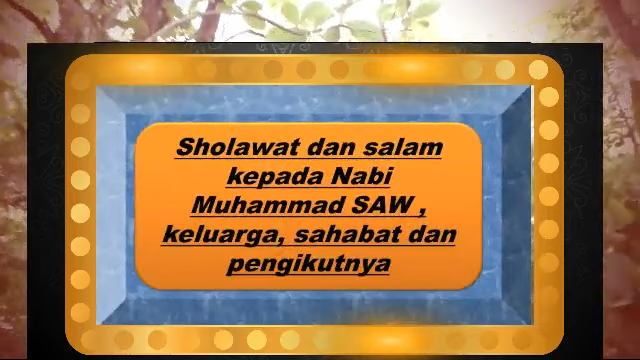 Sholawat dan salam
kepada Nabi
Muhammad SAW ,
keluarga, sahabat dan
pengikutnya